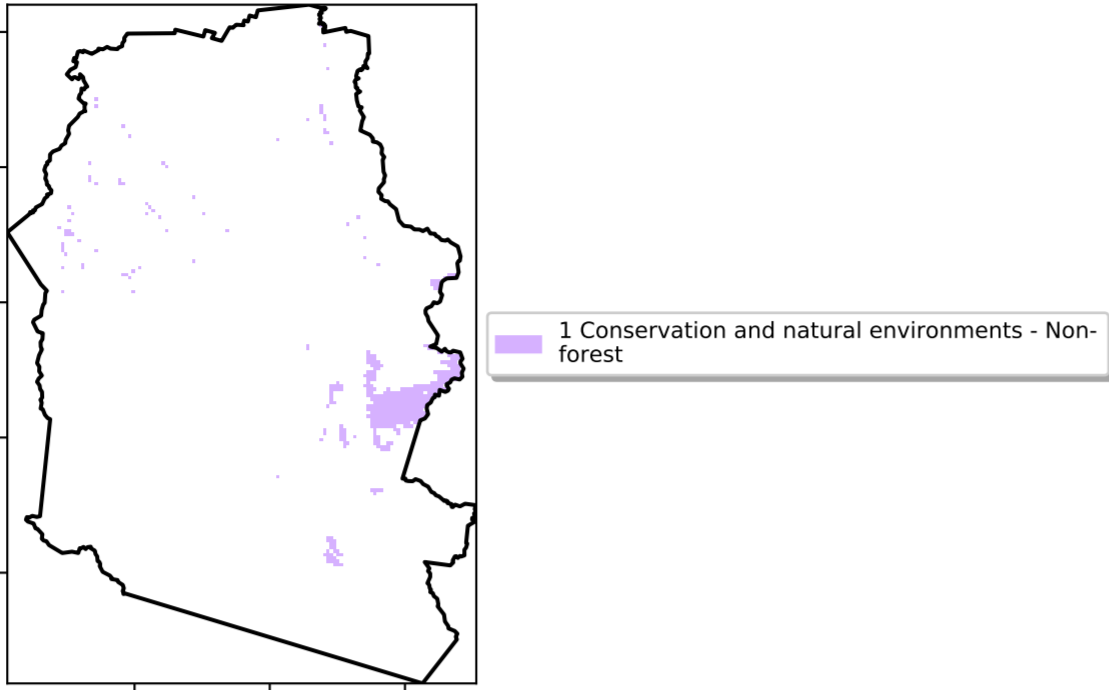 1 Conservation and natural environments - Non-
forest